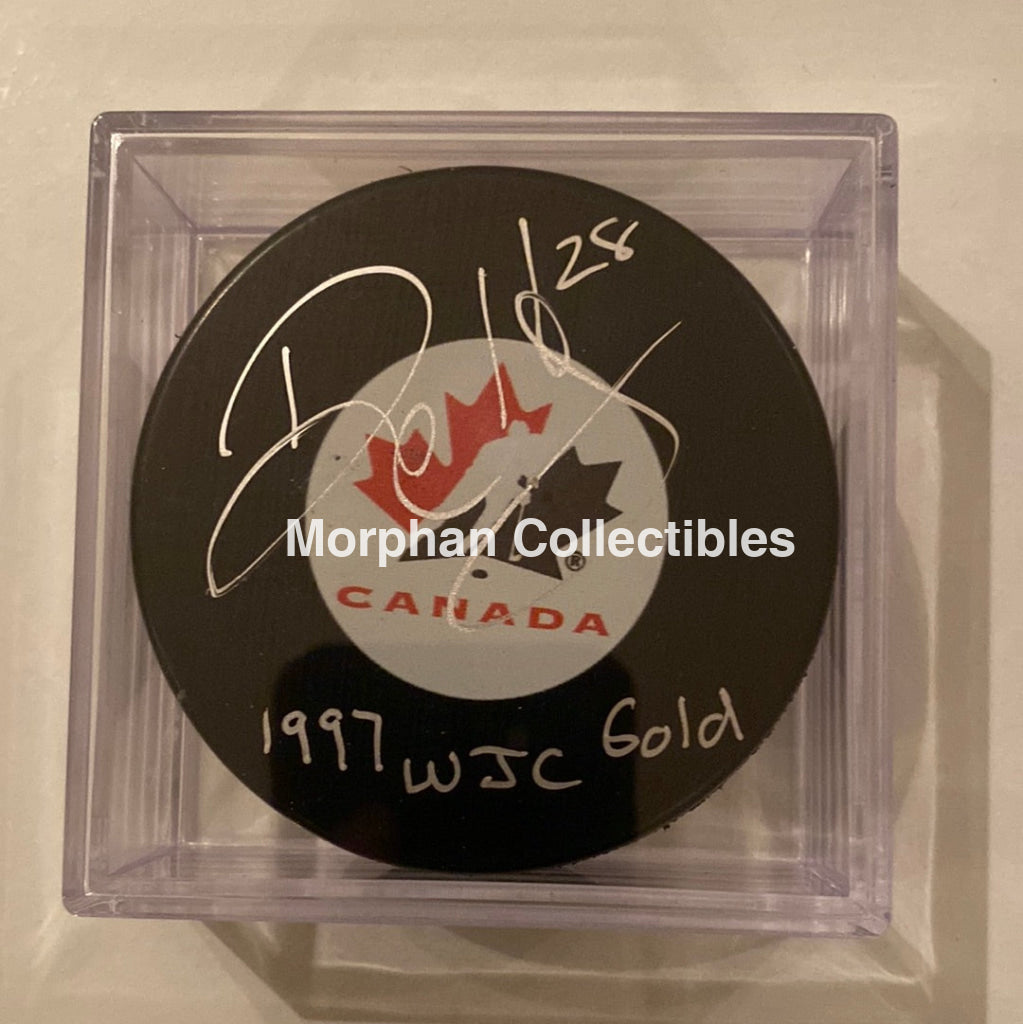 28
Morphan Collectibles
®
CANADA
1997 WJC Gold